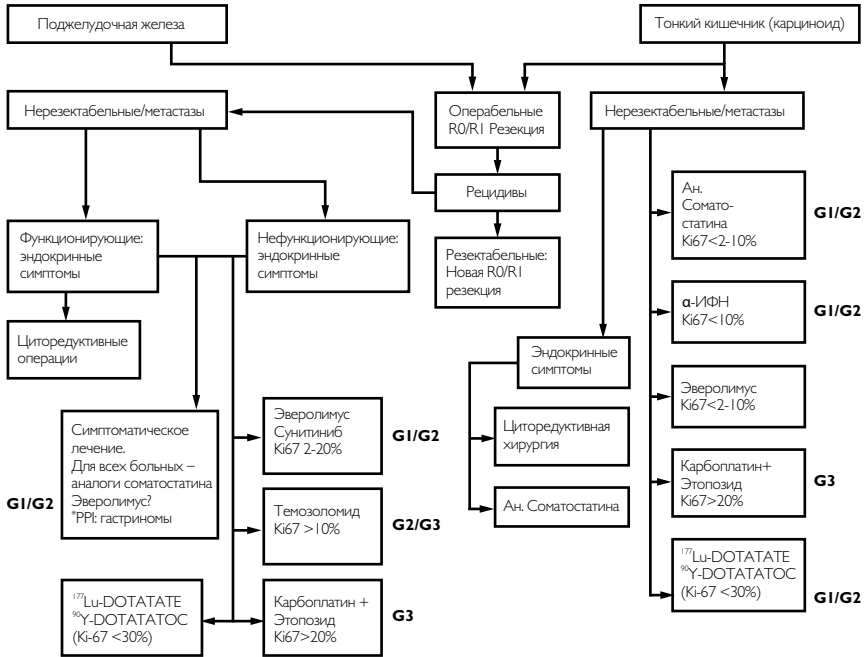 Поджелудочная железа
Тонкий кишечник (карциноид)
Нерезектабельные/метастазы
Операбельные
R0/R1 Резекция
Нерезектабельные/метастазы
Рецидивы
Функционирующие:
эндокринные
симптомы
Нефункционирующие:
эндокринные
симптомы
Резектабельные:
Новая R0/R1
резекция
Циторедуктивные
операции
Симптоматическое
лечение.
Для всех больных –
аналоги соматостатина
Эверолимус?
*PPI: гастриномы
G1/G2
Эверолимус
Сунитиниб
Ki67 2-20%
G1/G2
Темозоломид
Ki67 >10%
G2/G3
177Lu-DOTATATE
90Y-DOTATATOC
(Ki-67 <30%)
Карбоплатин +
Этопозид
Ki67>20%
G3
Эндокринные
симптомы
Циторедуктивная
хирургия
Ан. Соматостатина
Ан.
Сомато-
статина
Ki67<2-10%
G1/G2
α-ИФН
Ki67<10%
G1/G2
Эверолимус
Ki67<2-10%
Карбоплатин+
Этопозид
Ki67>20%
G3
177Lu-DOTATATE
90Y-DOTATATOC
(Ki-67 <30%)
G1/G2